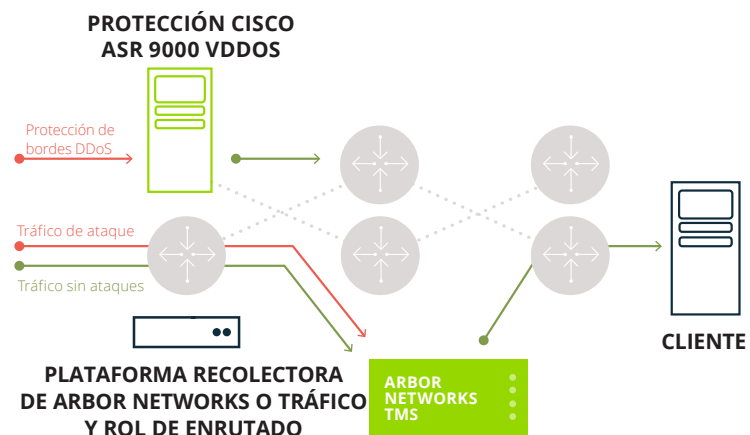 PROTECCIÓN CISCO
ASR 9000 VDDOS
Protección de
bordes DDoS
Tráfico de ataque
Tráfico sin ataques
CLIENTE
PLATAFORMA RECOLECTORA
DE ARBOR NETWORKS O TRÁFICO
Y ROL DE ENRUTADO
ARBOR
NETWORKS
TMS